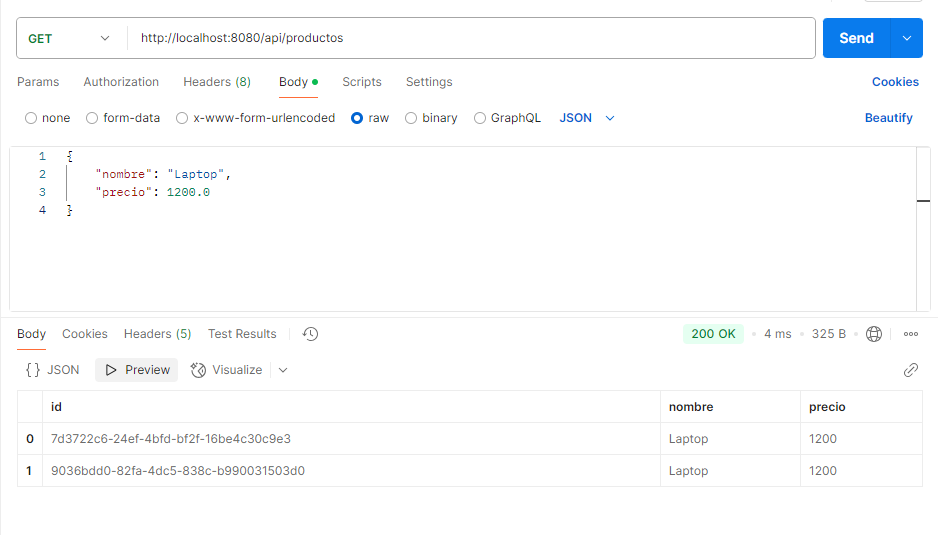 GET http://localhost:8080/api/productos Send
Params Authorization Headers (8) Body Scripts Settings Cookies
none form-data x-www-form-urlencoded raw binary GraphQL JSON Beautify
1 {
2 "nombre": "Laptop",
3 "precio": 1200.0
4 }
Body Cookies Headers (5) Test Results 200 OK • 4 ms • 325 B •
{} JSON Preview Visualize
id nombre precio
0 7d3722c6-24ef-4bfd-bf2f-16be4c30c9e3 Laptop 1200
1 9036bdd0-82fa-4dc5-838c-b990031503d0 Laptop 1200